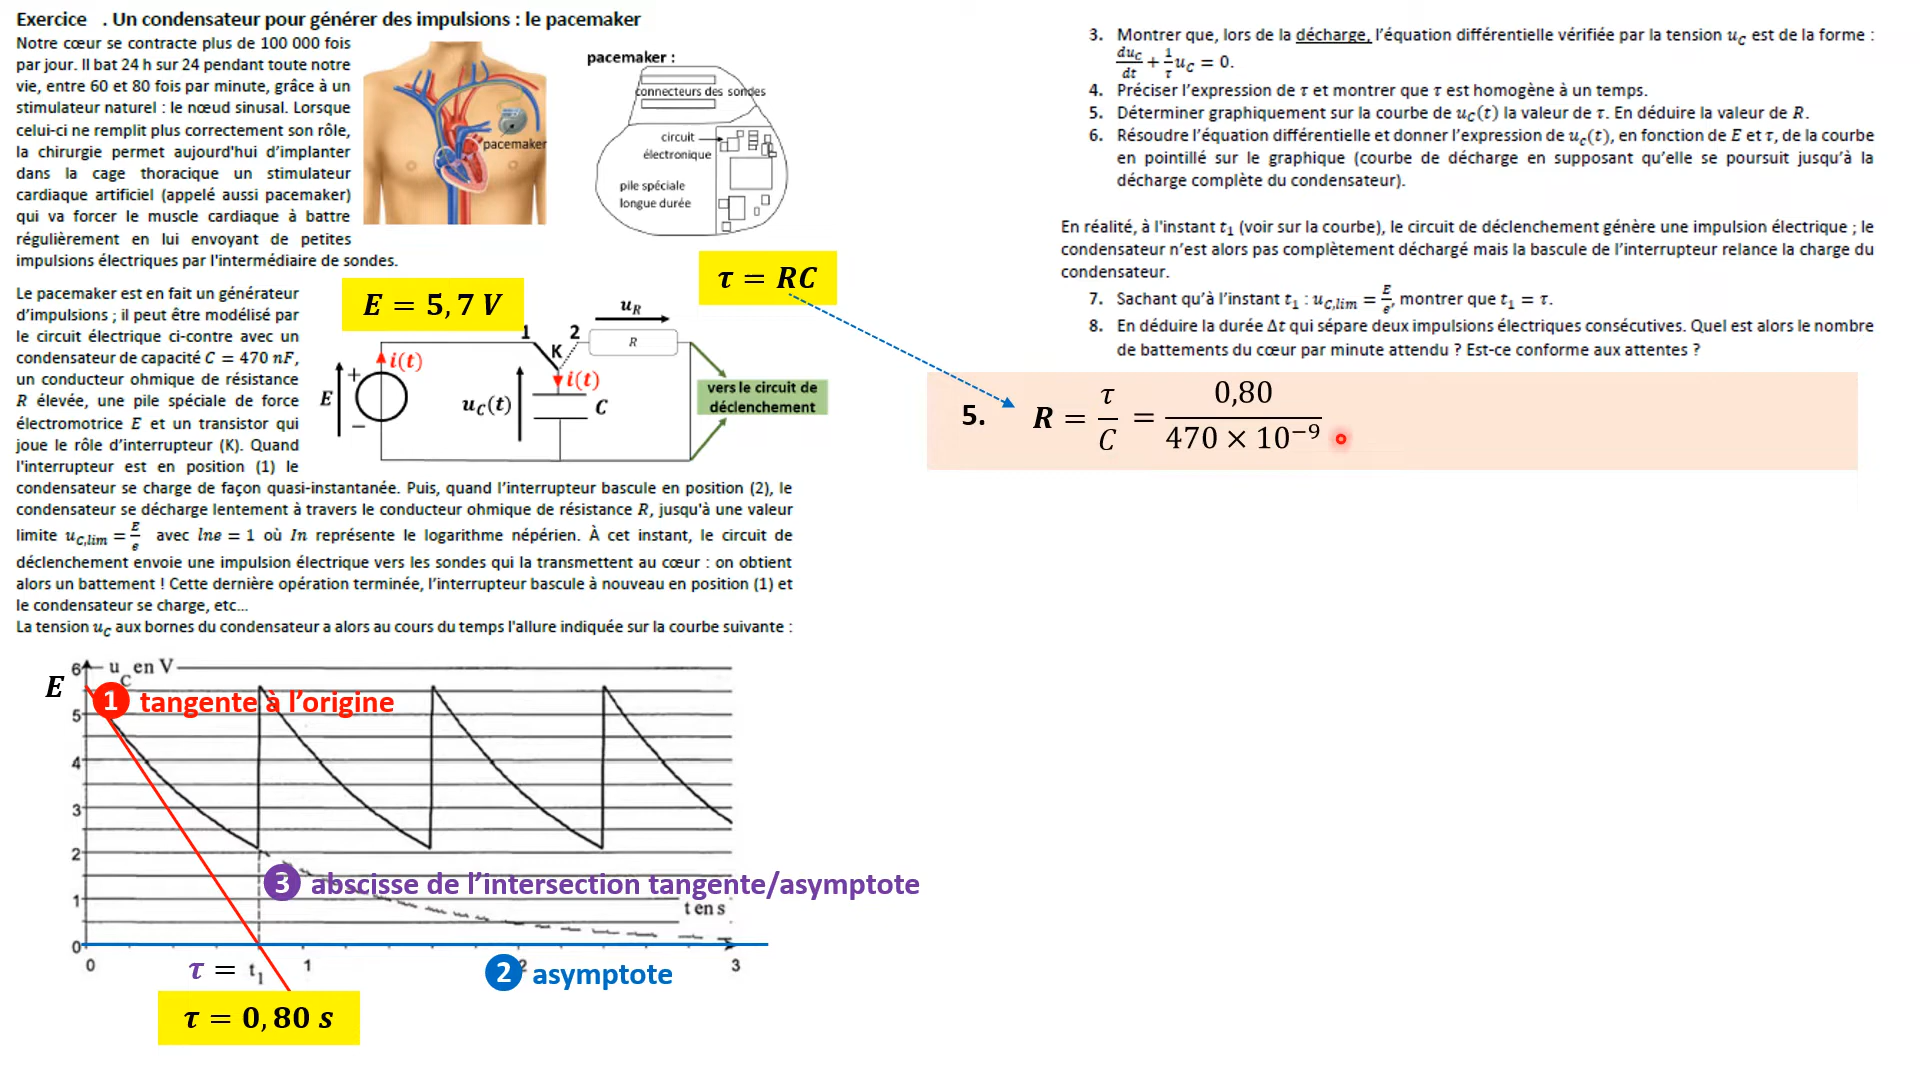 Exercice . Un condensateur pour générer des impulsions : le pacemaker
Notre cœur se contracte plus de 100 000 fois
par jour. Il bat 24 h sur 24 pendant toute notre
vie, entre 60 et 80 fois par minute, grâce à un
stimulateur naturel : le nœud sinusal. Lorsque
celui-ci ne remplit plus correctement son rôle,
la chirurgie permet aujourd'hui d'implanter
dans la cage thoracique un stimulateur
cardiaque artificiel (appelé aussi pacemaker)
qui va forcer le muscle cardiaque à battre
régulièrement en lui envoyant de petites
impulsions électriques par l'intermédiaire de sondes.
pacemaker
pacemaker :
connecteurs des sondes
circuit
électronique
pile spéciale
longue durée
Le pacemaker est en fait un générateur
d'impulsions ; il peut être modélisé par
le circuit électrique ci-contre avec un
condensateur de capacité C = 470 nF,
un conducteur ohmique de résistance
R élevée, une pile spéciale de force
électromotrice E et un transistor qui
joue le rôle d'interrupteur (K). Quand
l'interrupteur est en position (1) le
condensateur se charge de façon quasi-instantanée. Puis, quand l'interrupteur bascule en position (2), le
condensateur se décharge lentement à travers le conducteur ohmique de résistance R, jusqu'à une valeur
limite u_C,lim = E/e avec lne = 1 où ln représente le logarithme népérien. À cet instant, le circuit de
déclenchement envoie une impulsion électrique vers les sondes qui la transmettent au cœur : on obtient
alors un battement ! Cette dernière opération terminée, l'interrupteur bascule à nouveau en position (1) et
le condensateur se charge, etc...
La tension u_C aux bornes du condensateur a alors au cours du temps l'allure indiquée sur la courbe suivante :
E = 5,7 V
τ = RC
u_R
1
2
K
R
i(t)
i(t)
+
−
E
u_C(t)
C
vers le circuit de
déclenchement
E
6
u_C en V
5
4
3
2
1
0
1 tangente à l'origine
3 abscisse de l'intersection tangente/asymptote
t en s
0
τ = t₁
1
2
3
2 asymptote
τ = 0,80 s
3. Montrer que, lors de la décharge, l'équation différentielle vérifiée par la tension u_C est de la forme :
du_C/dt + 1/τ u_C = 0.
4. Préciser l'expression de τ et montrer que τ est homogène à un temps.
5. Déterminer graphiquement sur la courbe de u_C(t) la valeur de τ. En déduire la valeur de R.
6. Résoudre l'équation différentielle et donner l'expression de u_C(t), en fonction de E et τ, de la courbe
en pointillé sur le graphique (courbe de décharge en supposant qu'elle se poursuit jusqu'à la
décharge complète du condensateur).
En réalité, à l'instant t₁ (voir sur la courbe), le circuit de déclenchement génère une impulsion électrique ; le
condensateur n'est alors pas complètement déchargé mais la bascule de l'interrupteur relance la charge du
condensateur.
7. Sachant qu'à l'instant t₁ : u_C,lim = E/e, montrer que t₁ = τ.
8. En déduire la durée Δt qui sépare deux impulsions électriques consécutives. Quel est alors le nombre
de battements du cœur par minute attendu ? Est-ce conforme aux attentes ?
5. R = τ/C = 0,80/(470 × 10⁻⁹)